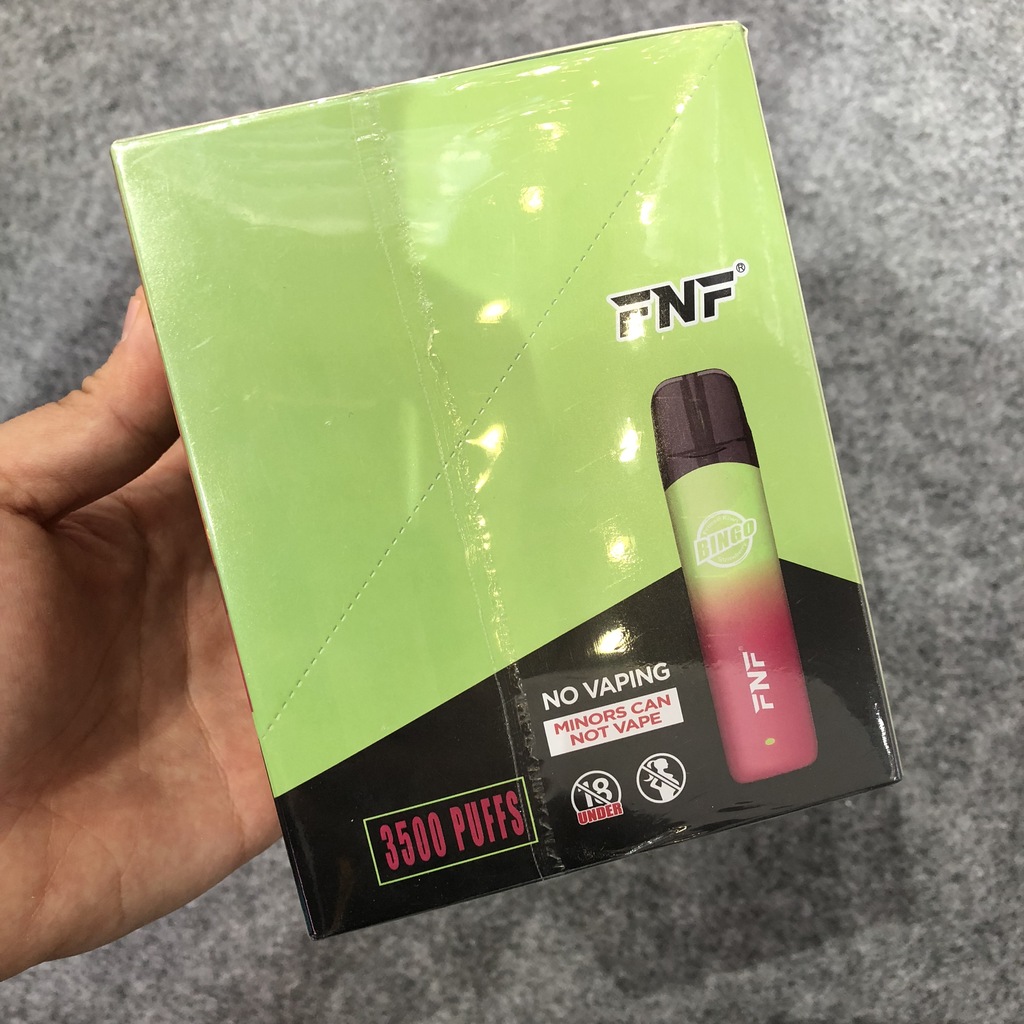 FNF®
BINGO
FNF
NO VAPING
MINORS CAN
NOT VAPE
18
UNDER
3500 PUFFS